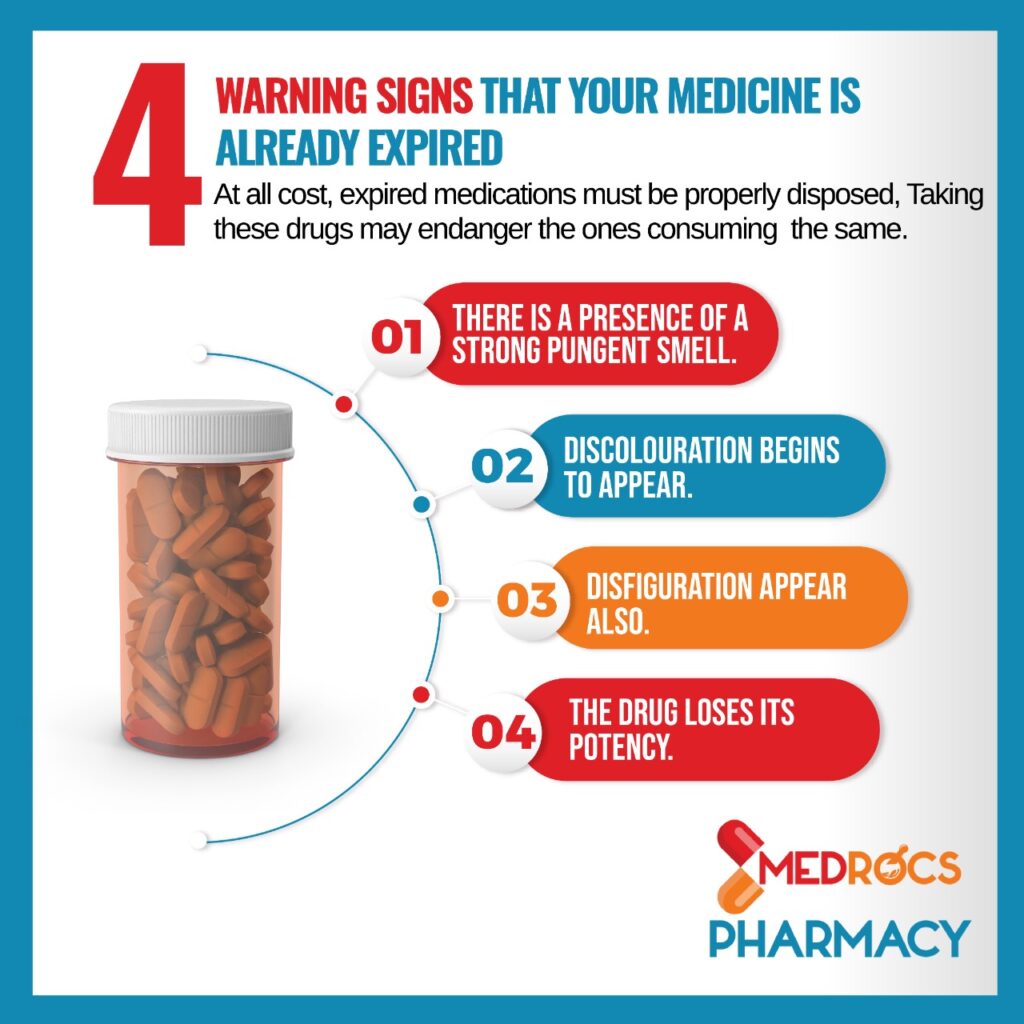 4
WARNING SIGNS THAT YOUR MEDICINE IS
ALREADY EXPIRED
At all cost, expired medications must be properly disposed, Taking
these drugs may endanger the ones consuming  the same.
01
THERE IS A PRESENCE OF A
STRONG PUNGENT SMELL.
02
DISCOLOURATION BEGINS
TO APPEAR.
03
DISFIGURATION APPEAR
ALSO.
04
THE DRUG LOSES ITS
POTENCY.
MEDROCS
PHARMACY